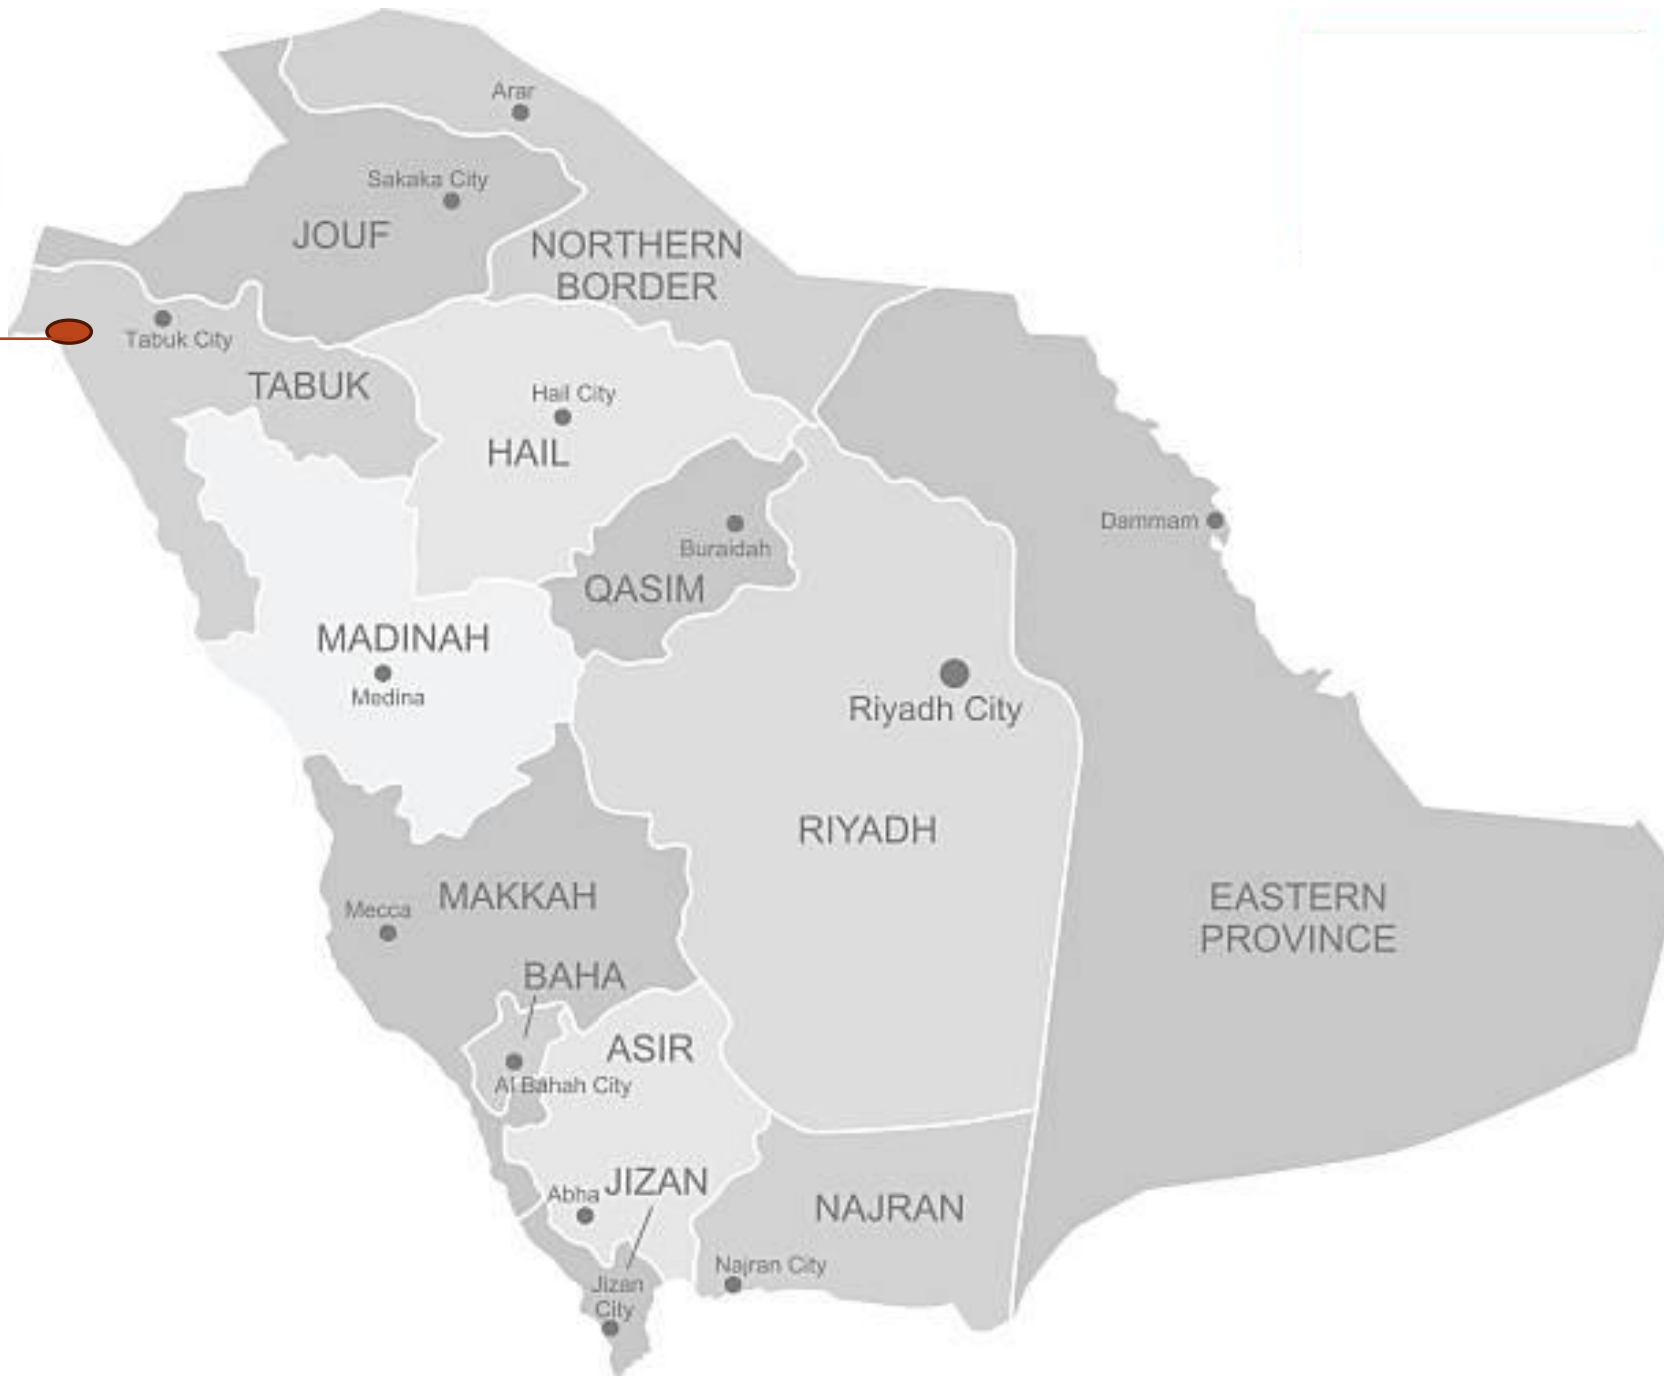 Arar
Sakaka City
JOUF
NORTHERN
BORDER
Tabuk City
TABUK
Hail City
HAIL
Dammam
Buraidah
QASIM
MADINAH
Medina
Riyadh City
RIYADH
MAKKAH
Mecca
EASTERN
PROVINCE
BAHA
ASIR
Al Bahah City
JIZAN
Abha
NAJRAN
Najran City
Jizan
City